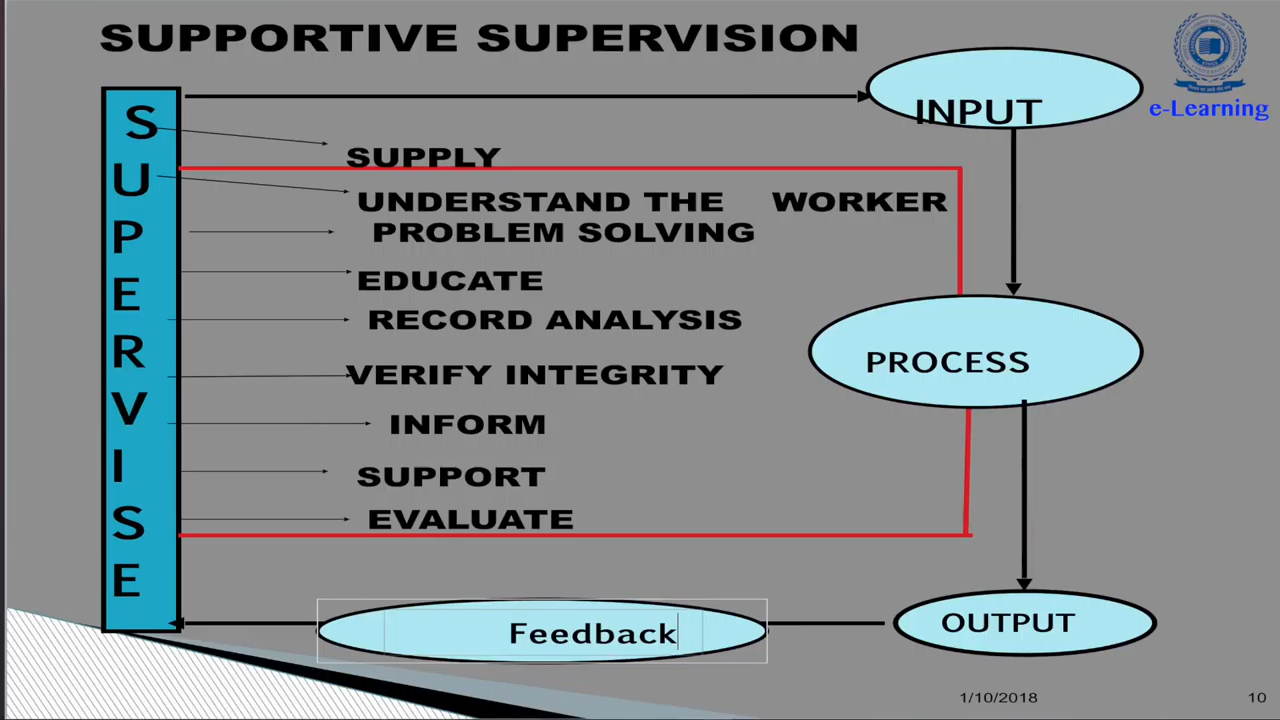 SUPPORTIVE SUPERVISION
INPUT
e-Learning
S
U
P
E
R
V
I
S
E
SUPPLY
UNDERSTAND THE WORKER
PROBLEM SOLVING
EDUCATE
RECORD ANALYSIS
VERIFY INTEGRITY
INFORM
SUPPORT
EVALUATE
PROCESS
OUTPUT
Feedback
1/10/2018
10